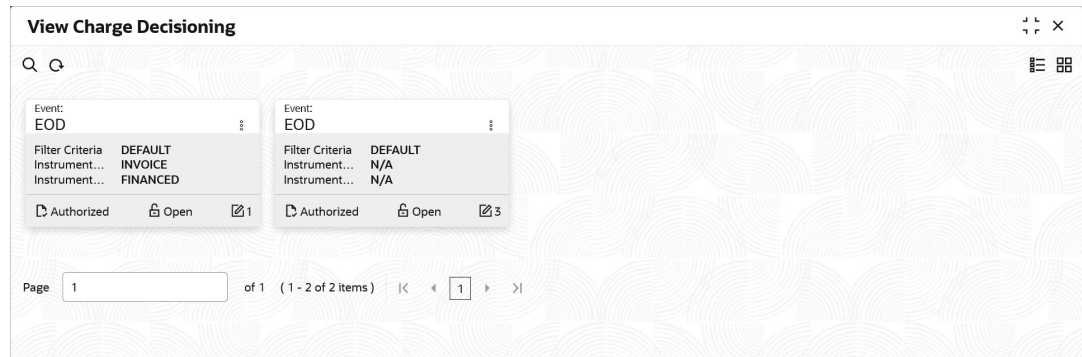 View Charge Decisioning
Event:
EOD
Filter Criteria DEFAULT
Instrument... INVOICE
Instrument... FINANCED
Authorized Open 1
Event:
EOD
Filter Criteria DEFAULT
Instrument... N/A
Instrument... N/A
Authorized Open 3
Page 1 of 1 (1 - 2 of 2 items) 1